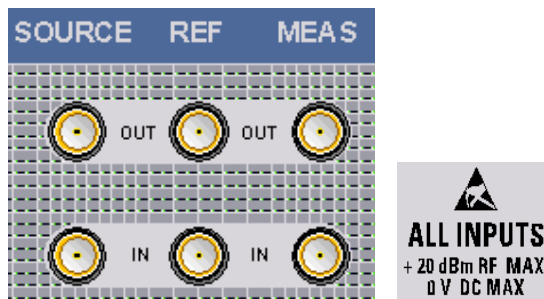 SOURCE REF MEAS
OUT OUT
IN IN
ALL INPUTS
+ 20 dBm RF MAX
0 V DC MAX